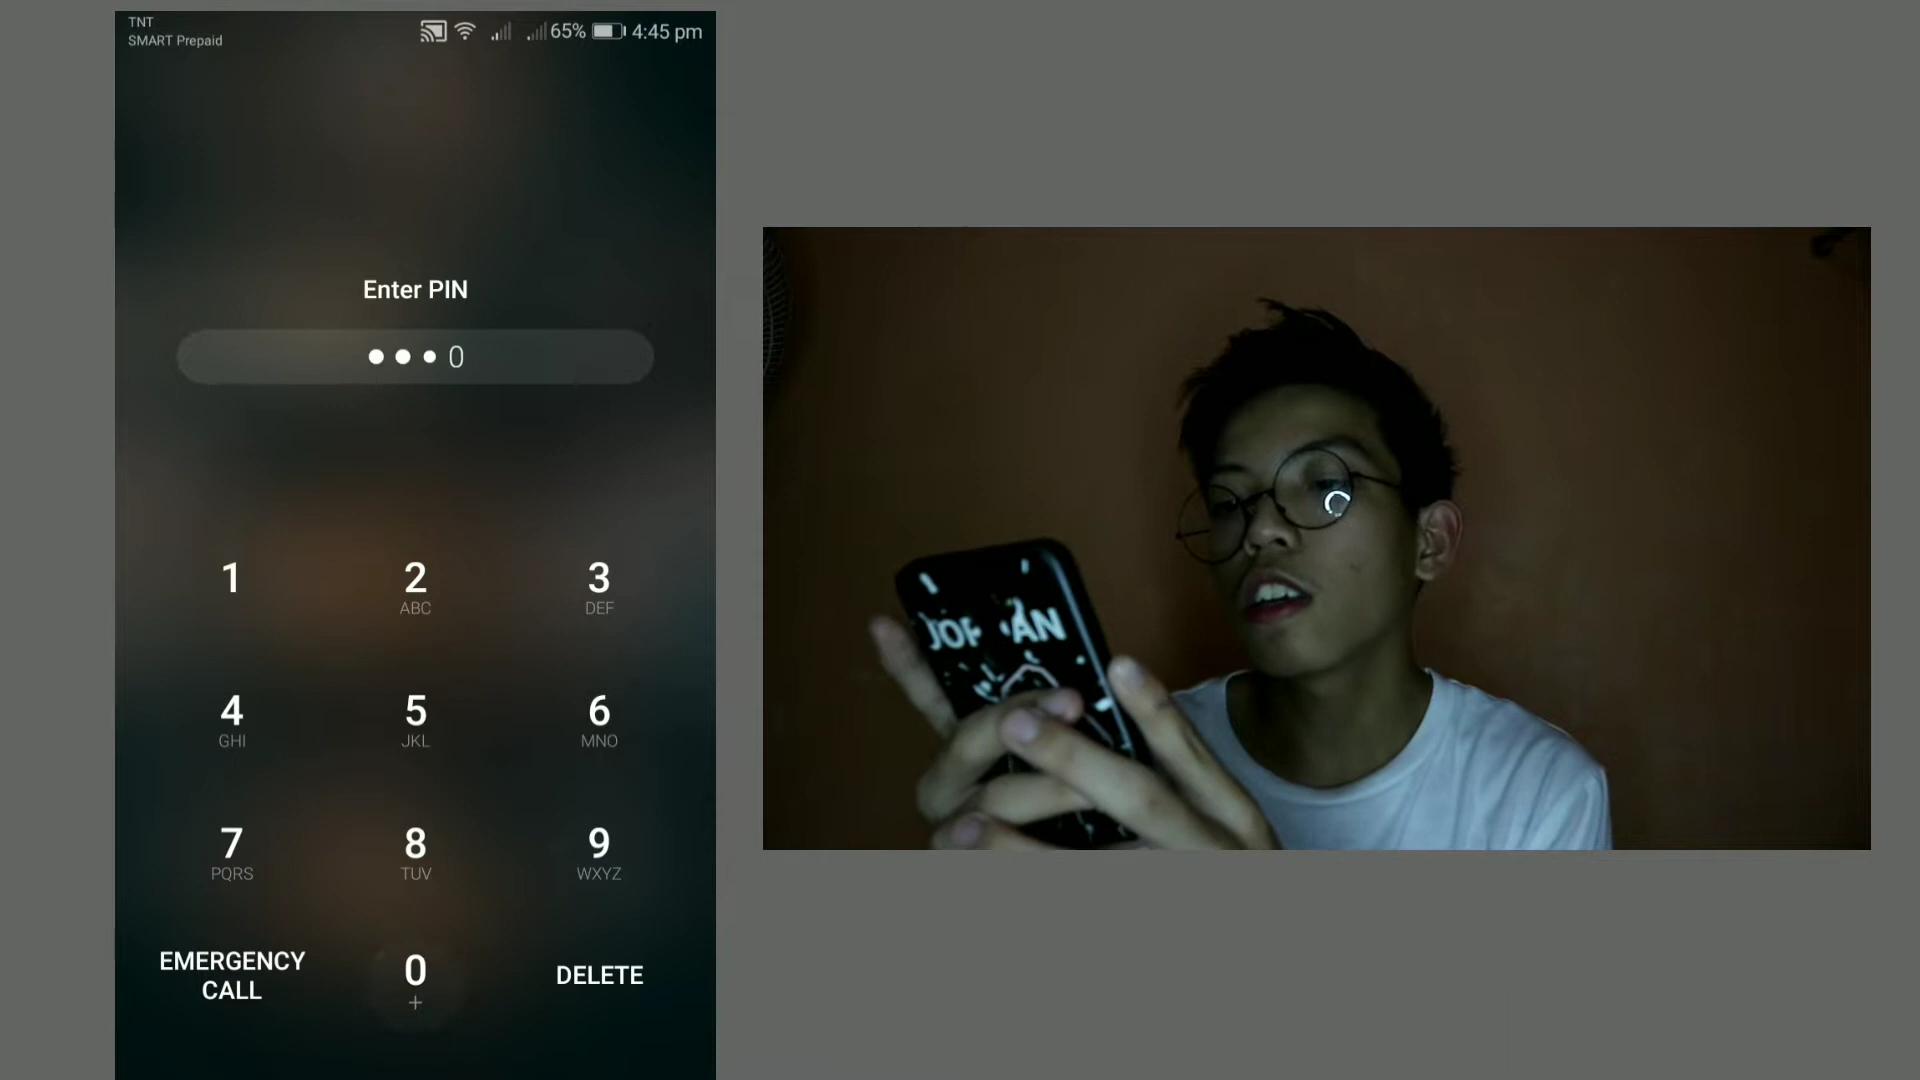 TNT
SMART Prepaid
65% 4:45 pm
Enter PIN
0
1
2
ABC
3
DEF
4
GHI
5
JKL
6
MNO
7
PQRS
8
TUV
9
WXYZ
EMERGENCY
CALL
0
+
DELETE